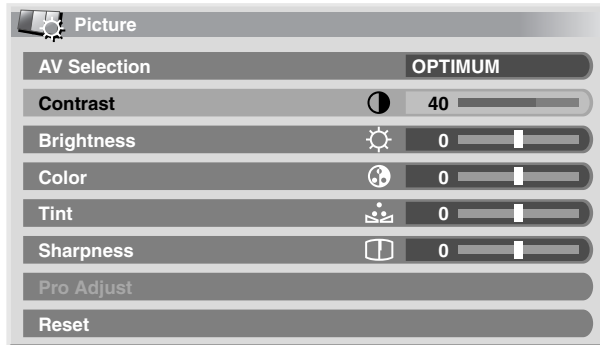 Picture
AV Selection OPTIMUM
Contrast 40
Brightness 0
Color 0
Tint 0
Sharpness 0
Pro Adjust
Reset